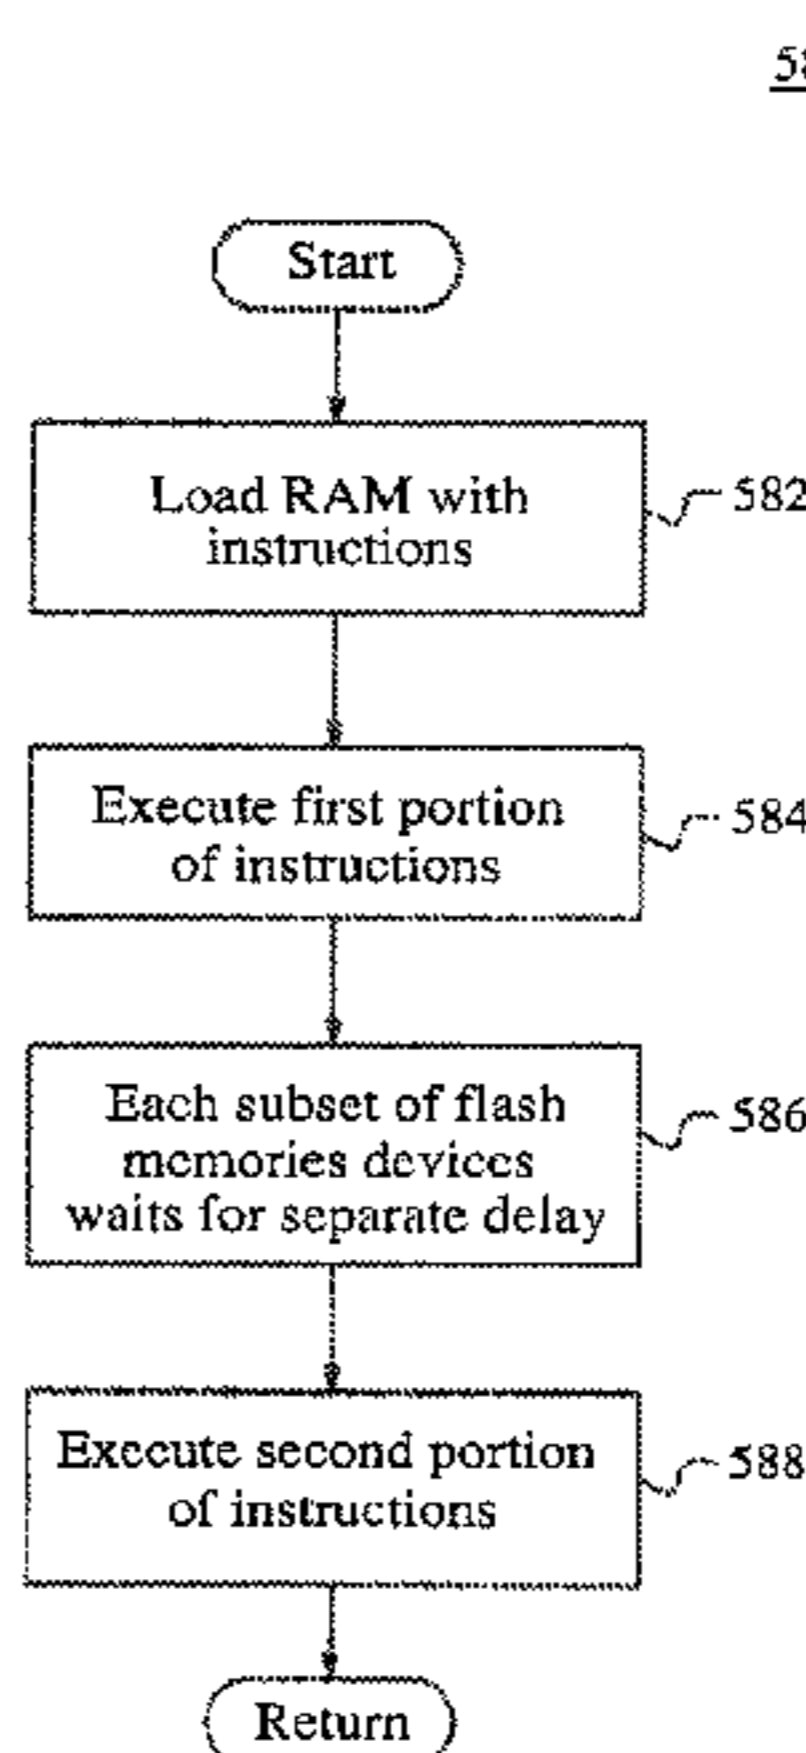 Start
Load RAM with
instructions
582
Execute first portion
of instructions
584
Each subset of flash
memories devices
waits for separate delay
586
Execute second portion
of instructions
588
Return